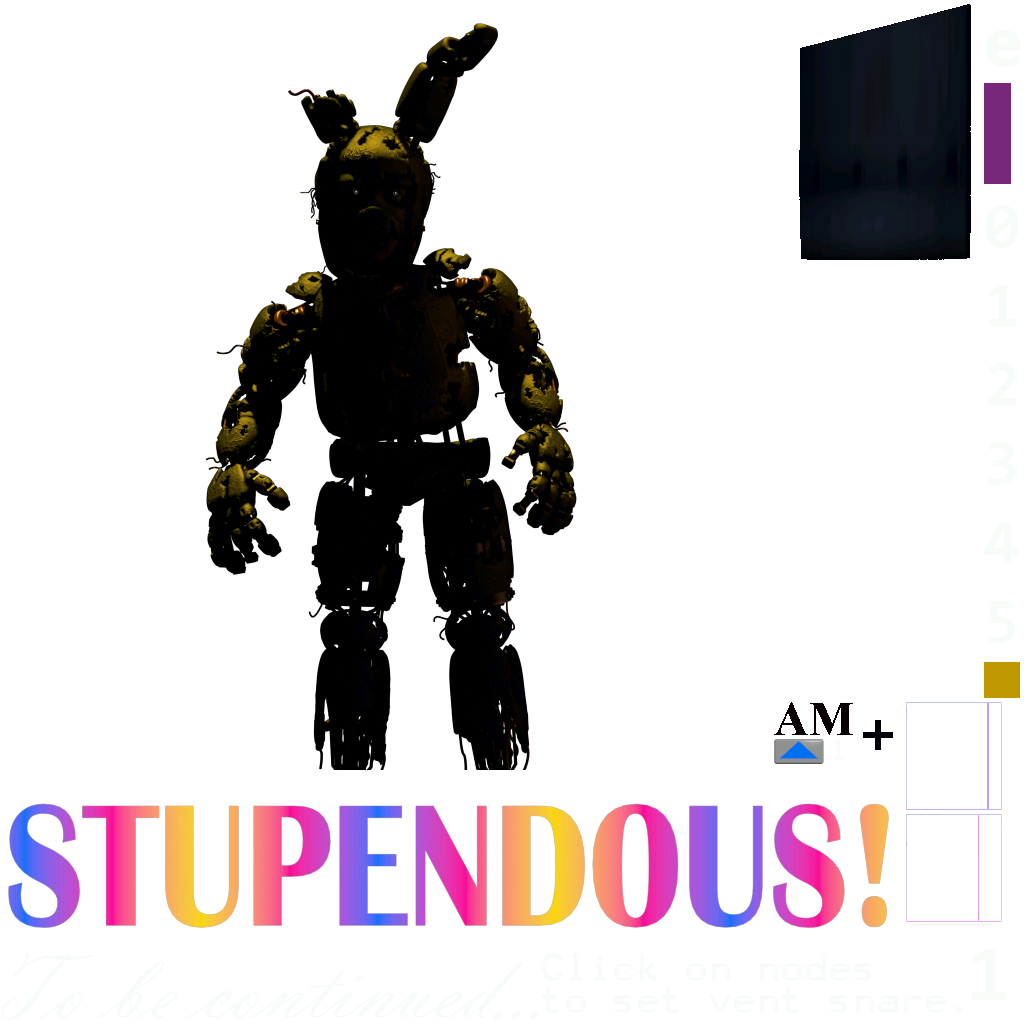 e
0
1
2
3
4
5
AM +
1
STUPENDOUS!
To be continued...
Click on nodes
to set vent snare.
1